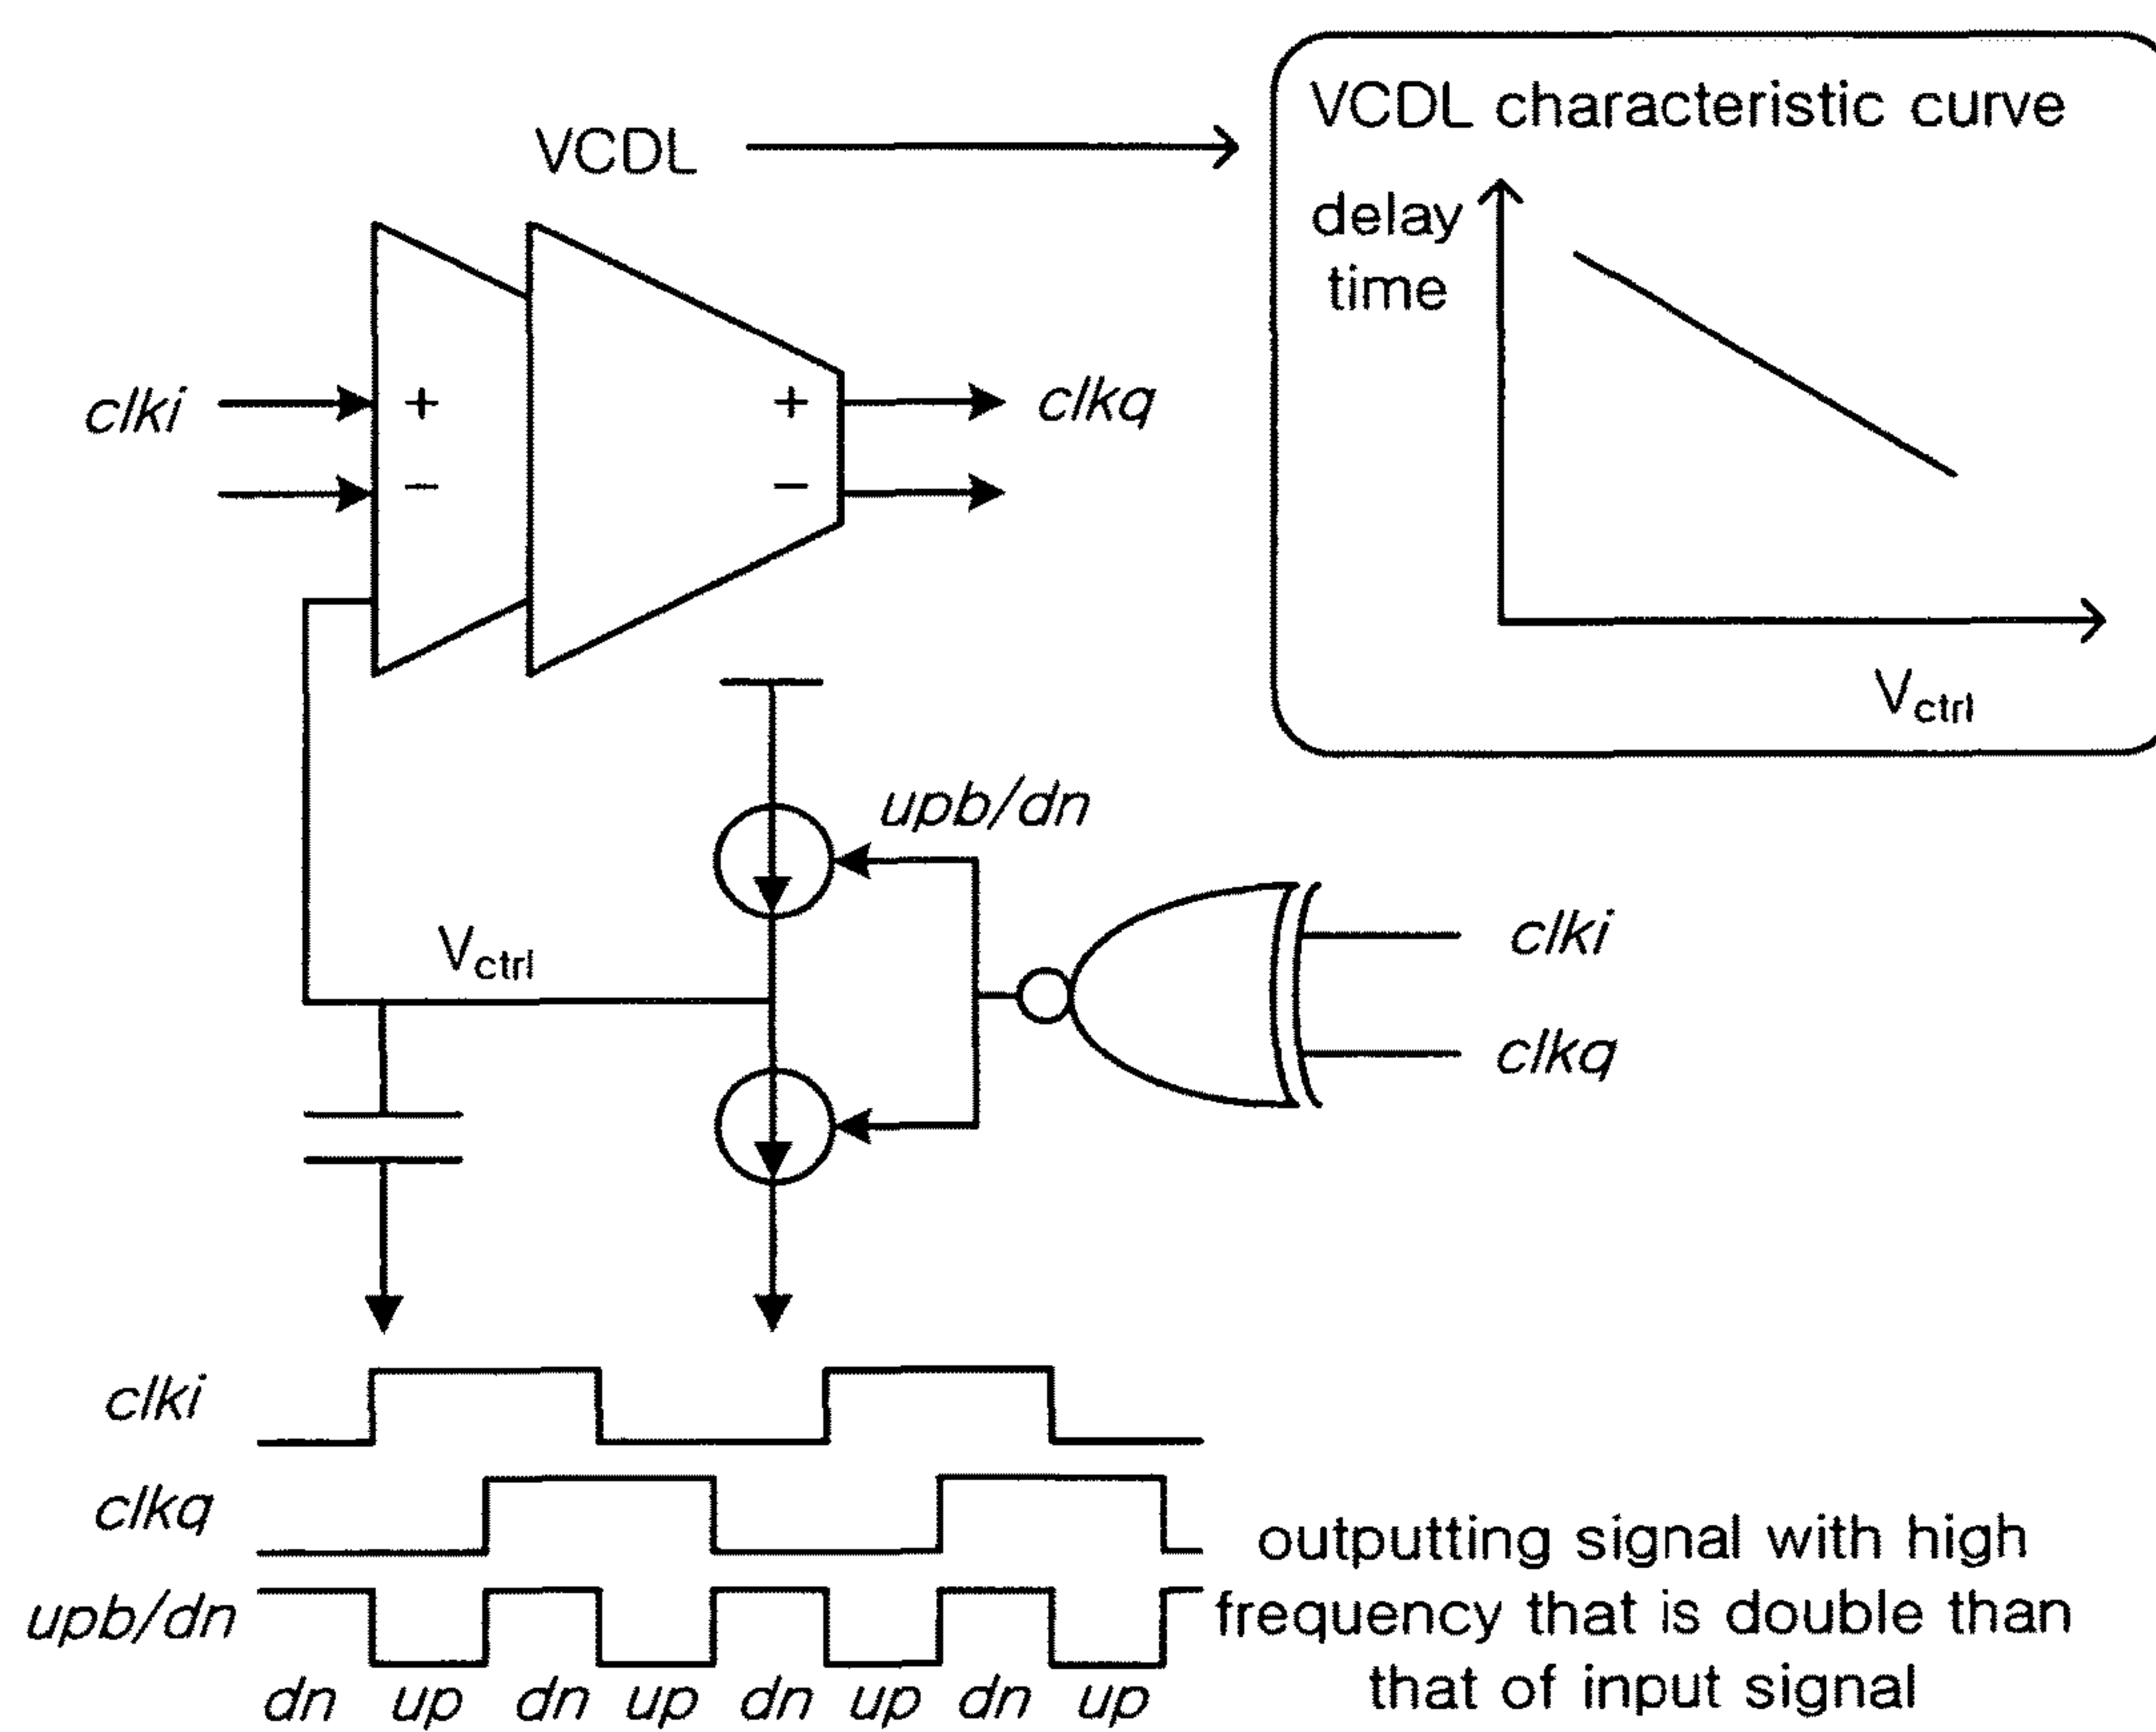 VCDL
VCDL characteristic curve
delay
time
Vctrl
clki
+
+
clkq
−
−
upb/dn
Vctrl
clki
clkq
clki
clkq
upb/dn
dn up dn up dn up dn up
outputting signal with high
frequency that is double than
that of input signal